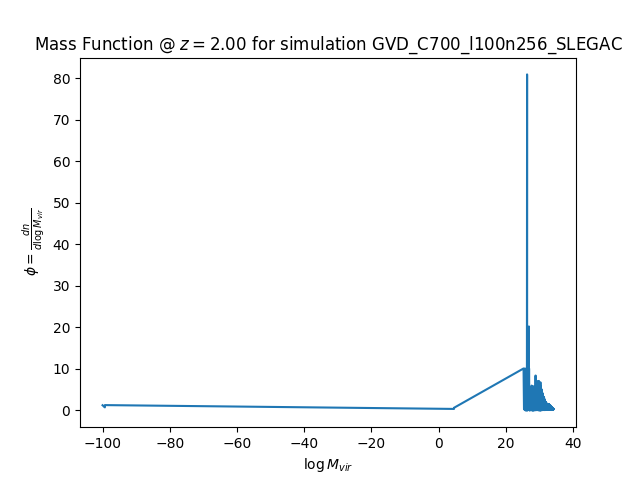 Mass Function @ z = 2.00 for simulation GVD_C700_l100n256_SLEGAC
80
70
60
50
40
30
20
10
0
ϕ = dn/dlog M_vir
−100 −80 −60 −40 −20 0 20 40
log M_vir